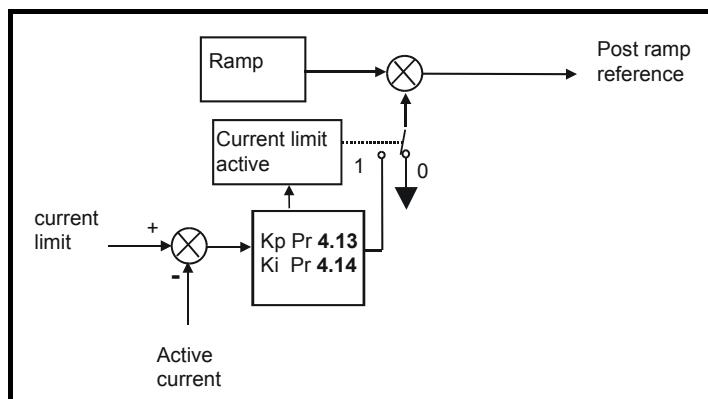 Ramp
Post ramp
reference
Current limit
active
1
0
current
limit
+
-
Kp Pr 4.13
Ki Pr 4.14
Active
current